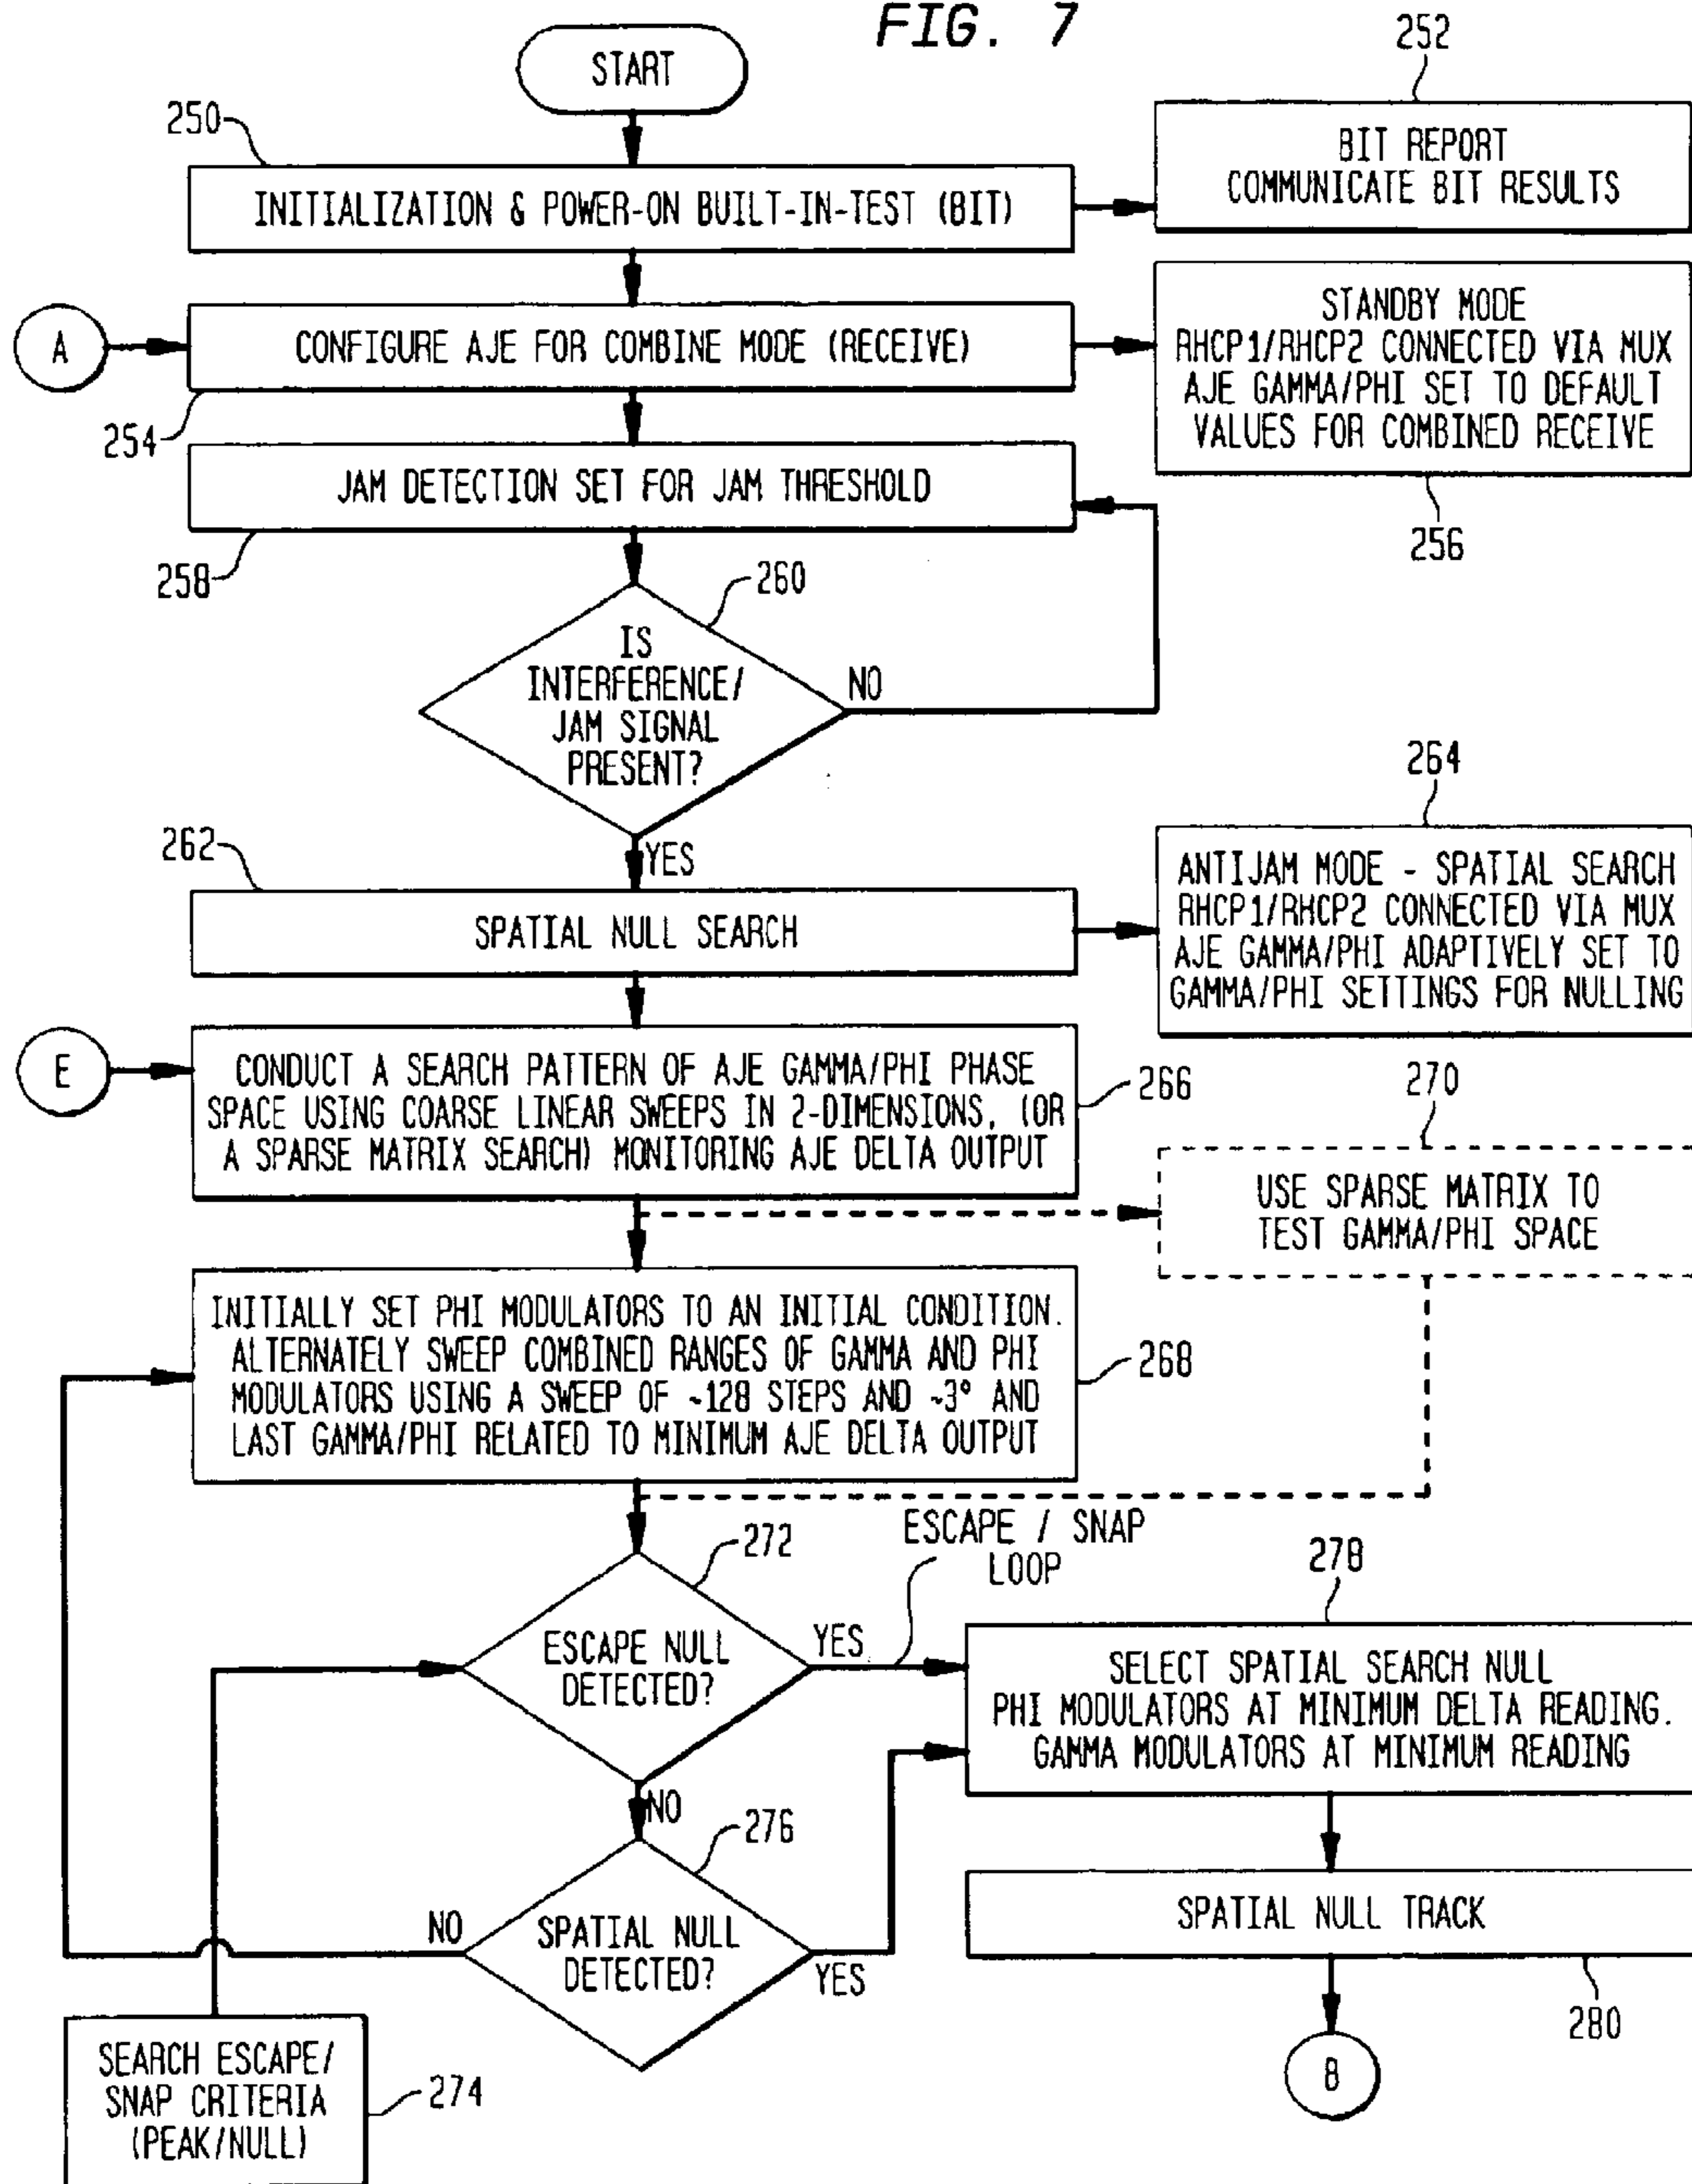 FIG. 7
START
252
250
BIT REPORT
COMMUNICATE BIT RESULTS
INITIALIZATION & POWER-ON BUILT-IN-TEST (BIT)
A
CONFIGURE AJE FOR COMBINE MODE (RECEIVE)
STANDBY MODE
RHCP1/RHCP2 CONNECTED VIA MUX
AJE GAMMA/PHI SET TO DEFAULT
VALUES FOR COMBINED RECEIVE
254
256
JAM DETECTION SET FOR JAM THRESHOLD
258
260
IS
INTERFERENCE/
JAM SIGNAL
PRESENT?
NO
YES
262
SPATIAL NULL SEARCH
264
ANTIJAM MODE - SPATIAL SEARCH
RHCP1/RHCP2 CONNECTED VIA MUX
AJE GAMMA/PHI ADAPTIVELY SET TO
GAMMA/PHI SETTINGS FOR NULLING
E
CONDUCT A SEARCH PATTERN OF AJE GAMMA/PHI PHASE
SPACE USING COARSE LINEAR SWEEPS IN 2-DIMENSIONS, (OR
A SPARSE MATRIX SEARCH) MONITORING AJE DELTA OUTPUT
266
270
USE SPARSE MATRIX TO
TEST GAMMA/PHI SPACE
INITIALLY SET PHI MODULATORS TO AN INITIAL CONDITION.
ALTERNATELY SWEEP COMBINED RANGES OF GAMMA AND PHI
MODULATORS USING A SWEEP OF ~128 STEPS AND ~3° AND
LAST GAMMA/PHI RELATED TO MINIMUM AJE DELTA OUTPUT
268
272
ESCAPE / SNAP
LOOP
ESCAPE NULL
DETECTED?
YES
NO
278
SELECT SPATIAL SEARCH NULL
PHI MODULATORS AT MINIMUM DELTA READING.
GAMMA MODULATORS AT MINIMUM READING
276
SPATIAL NULL
DETECTED?
NO
YES
SPATIAL NULL TRACK
280
SEARCH ESCAPE/
SNAP CRITERIA
(PEAK/NULL)
274
B